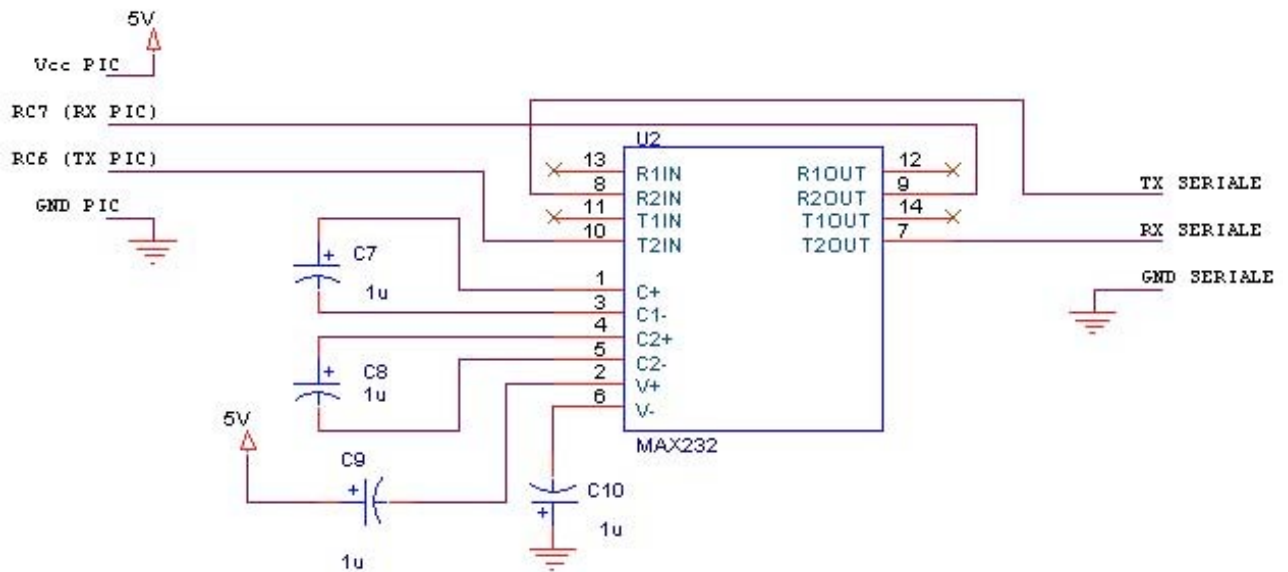 5V
Vcc PIC
RC7 (RX PIC)
RC6 (TX PIC)
GND PIC
U2
13 R1IN R1OUT 12
8 R2IN R2OUT 9
11 T1IN T1OUT 14
10 T2IN T2OUT 7
TX SERIALE
RX SERIALE
GND SERIALE
C7
1u
1 C+
3 C1-
4 C2+
5 C2-
2 V+
6 V-
MAX232
C8
1u
5V
C9
1u
C10
1u